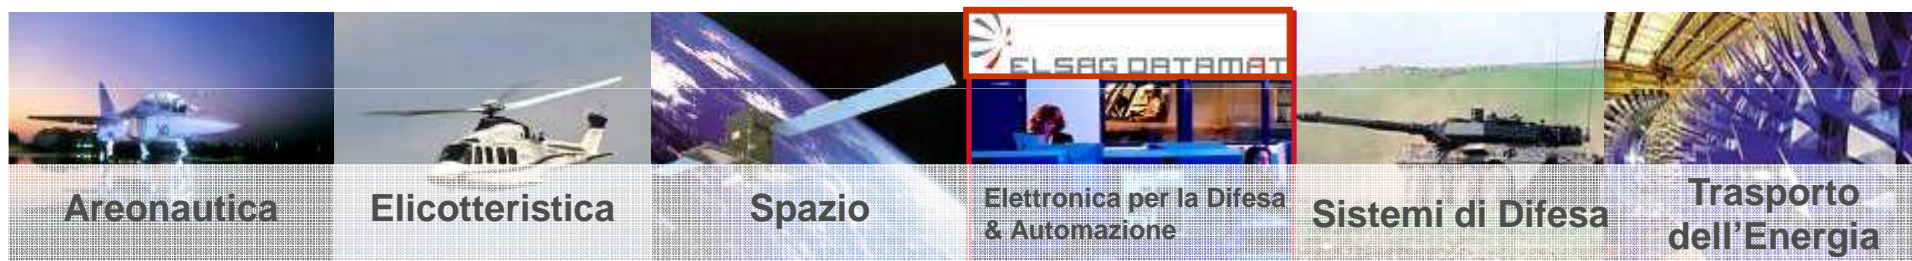 ELSAG DATAMAT
Areonautica
Elicotteristica
Spazio
Elettronica per la Difesa
& Automazione
Sistemi di Difesa
Trasporto
dell’Energia